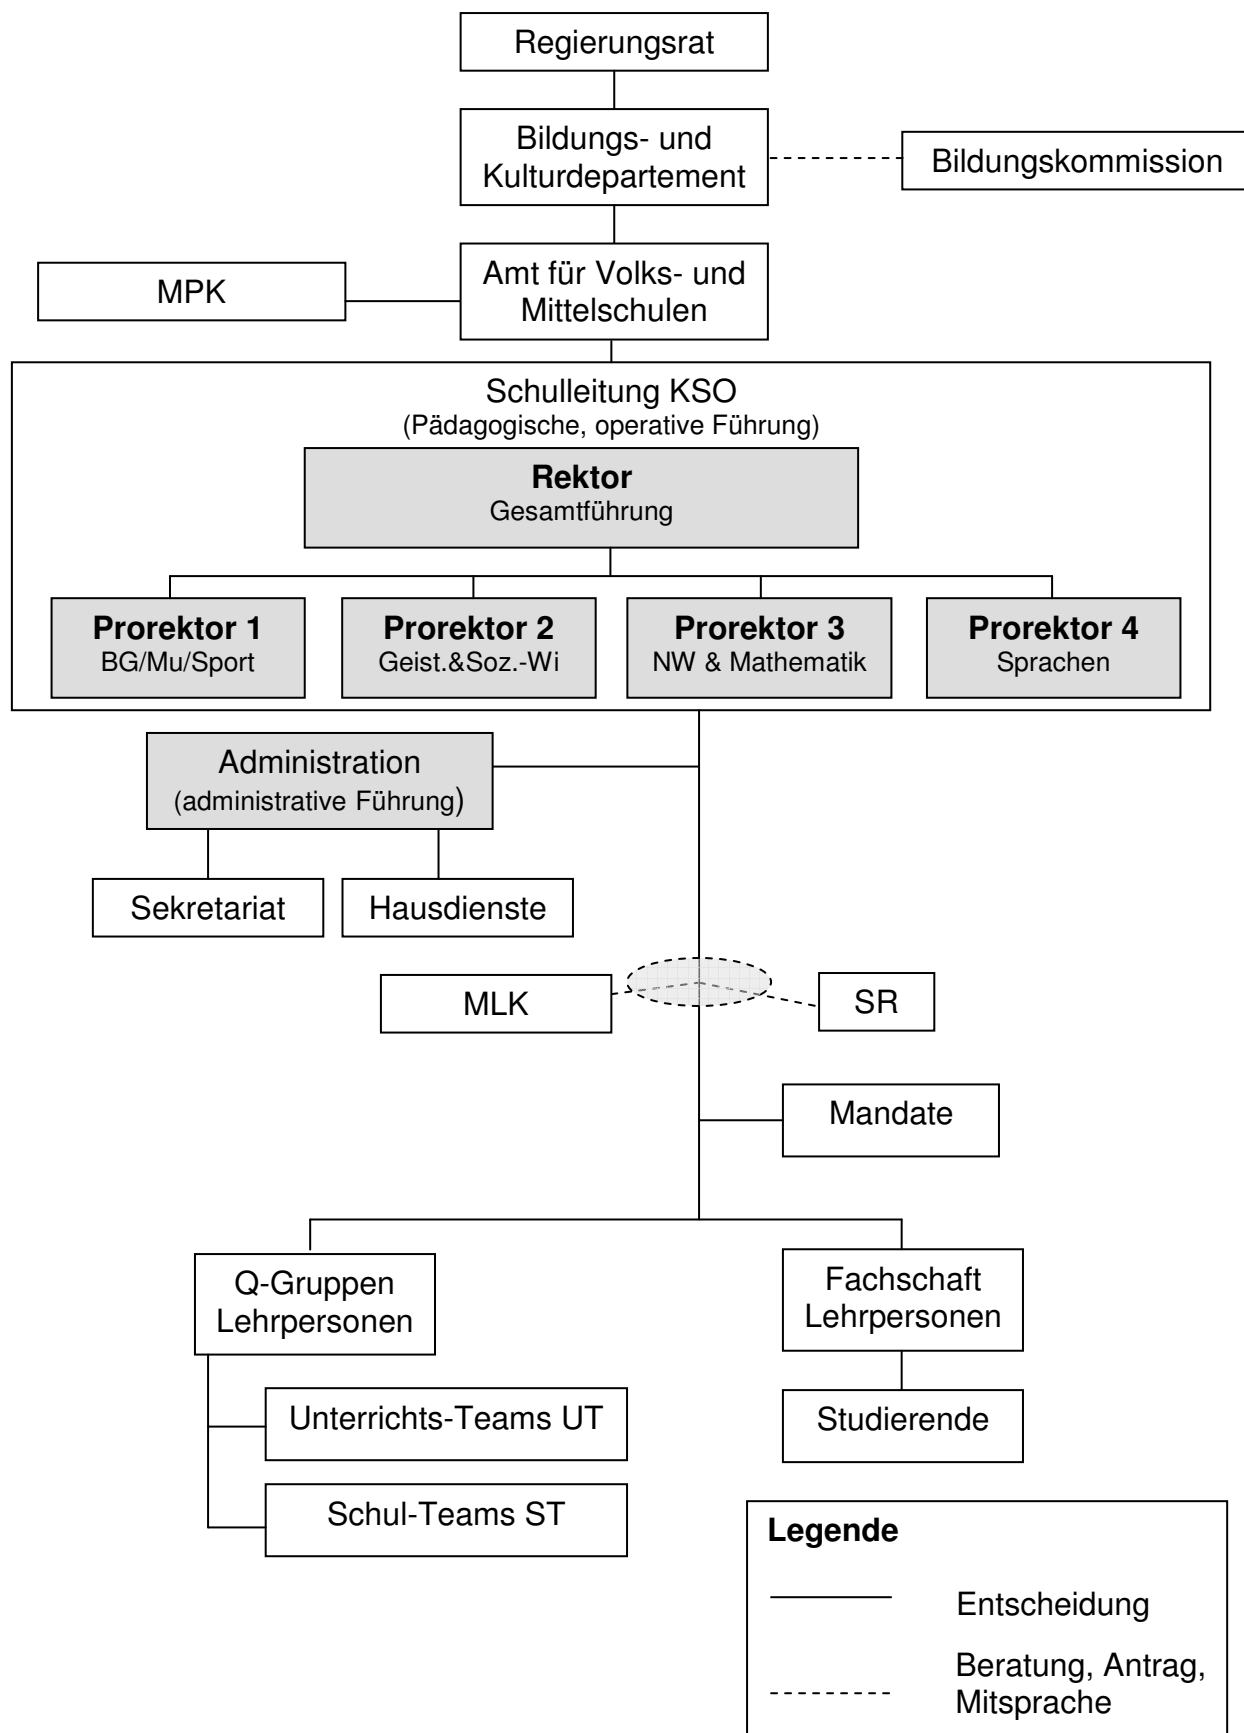 Regierungsrat
Bildungs- und
Kulturdepartement
Bildungskommission
Amt für Volks- und
Mittelschulen
MPK
Schulleitung KSO
(Pädagogische, operative Führung)
Rektor
Gesamtführung
Prorektor 1
BG/Mu/Sport
Prorektor 2
Geist.&Soz.-Wi
Prorektor 3
NW & Mathematik
Prorektor 4
Sprachen
Administration
(administrative Führung)
Sekretariat
Hausdienste
MLK
SR
Mandate
Q-Gruppen
Lehrpersonen
Fachschaft
Lehrpersonen
Unterrichts-Teams UT
Studierende
Schul-Teams ST
Legende
Entscheidung
Beratung, Antrag,
Mitsprache